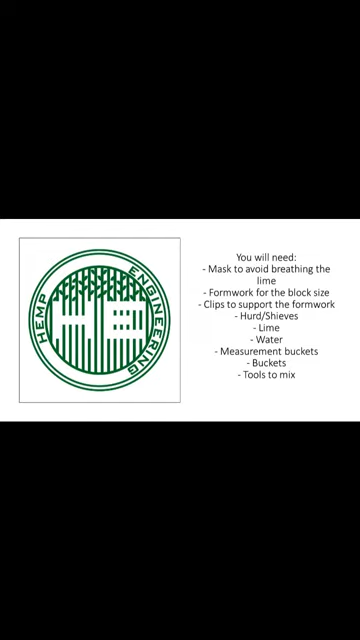 HEMP ENGINEERING
You will need:
- Mask to avoid breathing the
lime
- Formwork for the block size
- Clips to support the formwork
- Hurd/Shieves
- Lime
- Water
- Measurement buckets
- Buckets
- Tools to mix